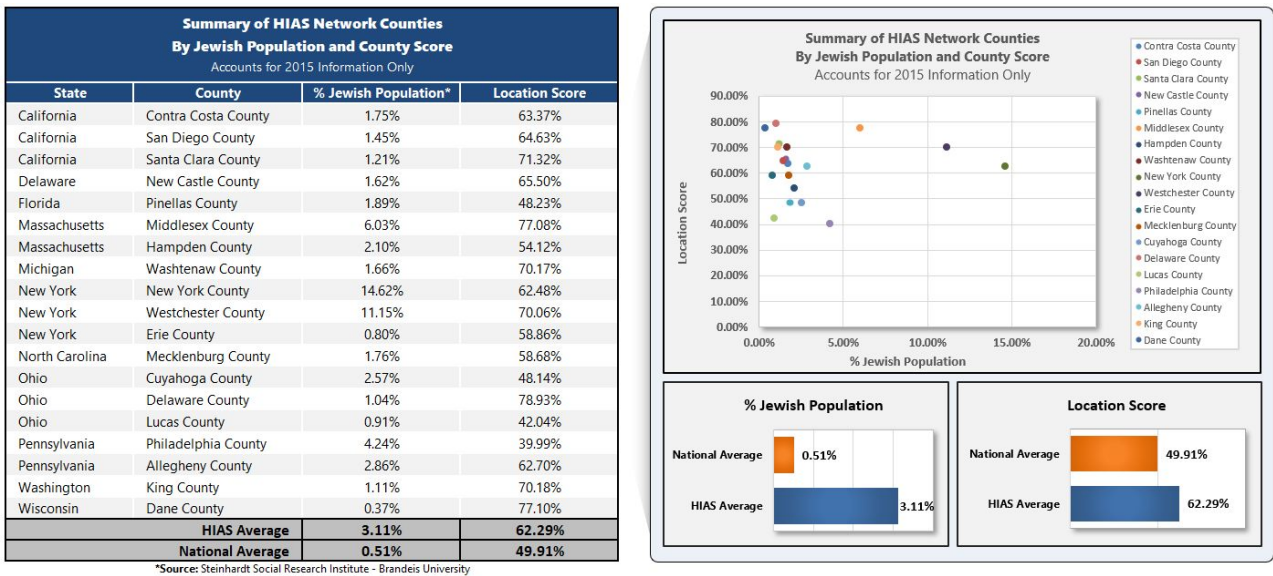 Summary of HIAS Network Counties
By Jewish Population and County Score
Accounts for 2015 Information Only
State County % Jewish Population* Location Score
California Contra Costa County 1.75% 63.37%
California San Diego County 1.45% 64.63%
California Santa Clara County 1.21% 71.32%
Delaware New Castle County 1.62% 65.50%
Florida Pinellas County 1.89% 48.23%
Massachusetts Middlesex County 6.03% 77.08%
Massachusetts Hampden County 2.10% 54.12%
Michigan Washtenaw County 1.66% 70.17%
New York New York County 14.62% 62.48%
New York Westchester County 11.15% 70.06%
New York Erie County 0.80% 58.86%
North Carolina Mecklenburg County 1.76% 58.68%
Ohio Cuyahoga County 2.57% 48.14%
Ohio Delaware County 1.04% 78.93%
Ohio Lucas County 0.91% 42.04%
Pennsylvania Philadelphia County 4.24% 39.99%
Pennsylvania Allegheny County 2.86% 62.70%
Washington King County 1.11% 70.18%
Wisconsin Dane County 0.37% 77.10%
HIAS Average 3.11% 62.29%
National Average 0.51% 49.91%
*Source: Steinhardt Social Research Institute - Brandeis University
Summary of HIAS Network Counties
By Jewish Population and County Score
Accounts for 2015 Information Only
90.00%
80.00%
70.00%
60.00%
50.00%
40.00%
30.00%
20.00%
10.00%
0.00%
Location Score
0.00% 5.00% 10.00% 15.00% 20.00%
% Jewish Population
Contra Costa County
San Diego County
Santa Clara County
New Castle County
Pinellas County
Middlesex County
Hampden County
Washtenaw County
New York County
Westchester County
Erie County
Mecklenburg County
Cuyahoga County
Delaware County
Lucas County
Philadelphia County
Allegheny County
King County
Dane County
% Jewish Population
National Average 0.51%
HIAS Average 3.11%
Location Score
National Average 49.91%
HIAS Average 62.29%